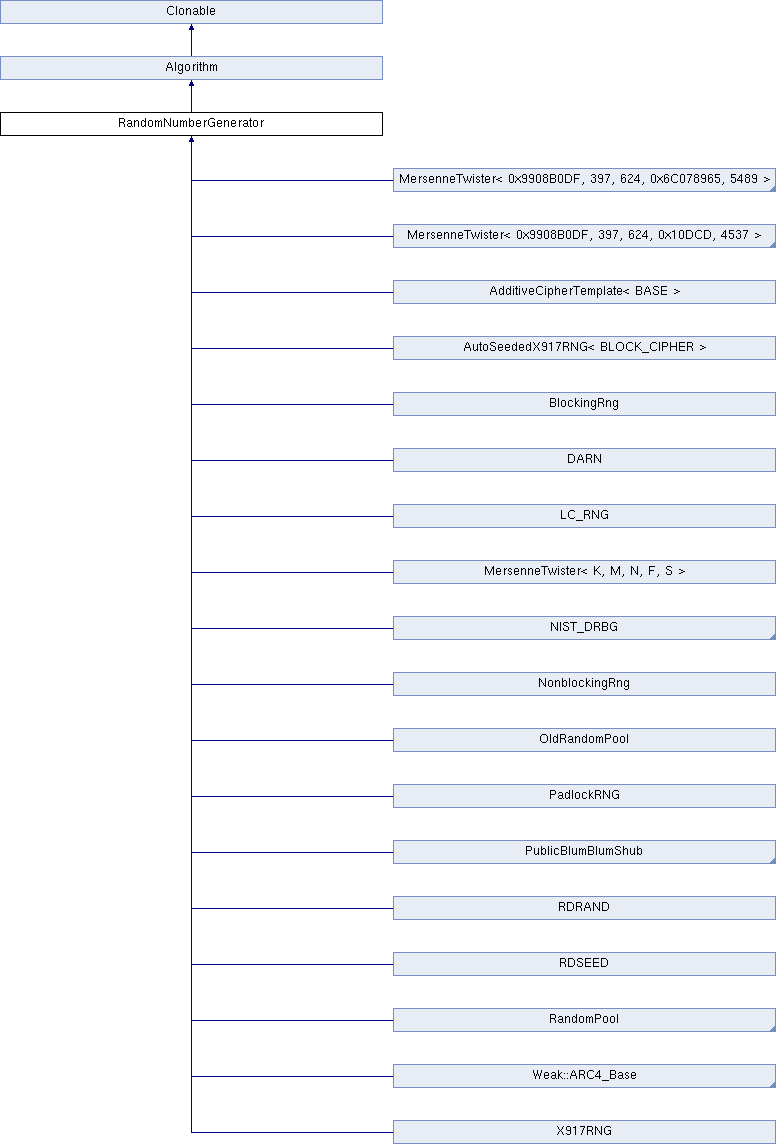 Clonable
Algorithm
RandomNumberGenerator
MersenneTwister< 0x9908B0DF, 397, 624, 0x6C078965, 5489 >
MersenneTwister< 0x9908B0DF, 397, 624, 0x10DCD, 4537 >
AdditiveCipherTemplate< BASE >
AutoSeededX917RNG< BLOCK_CIPHER >
BlockingRng
DARN
LC_RNG
MersenneTwister< K, M, N, F, S >
NIST_DRBG
NonblockingRng
OldRandomPool
PadlockRNG
PublicBlumBlumShub
RDRAND
RDSEED
RandomPool
Weak::ARC4_Base
X917RNG